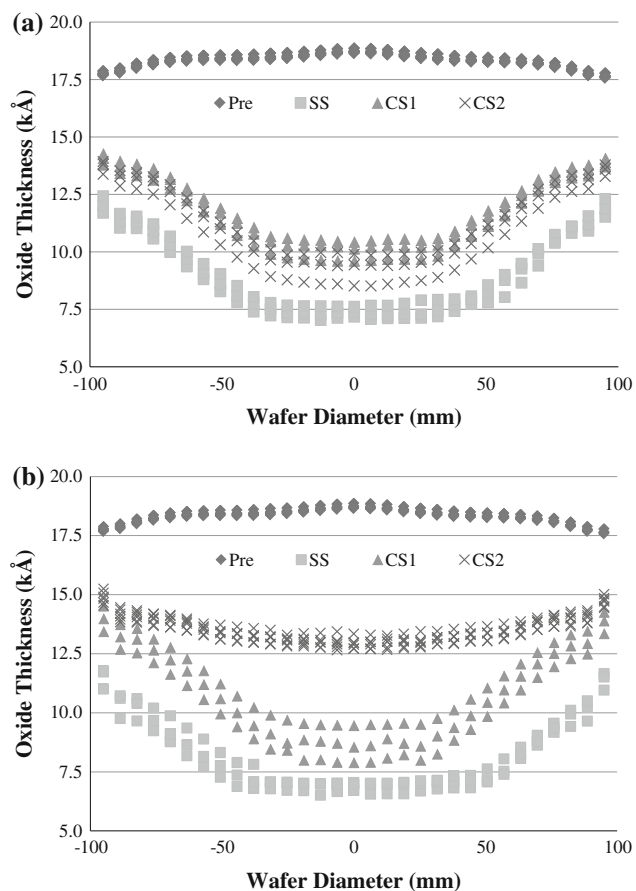 (a)
20.0
17.5
15.0
12.5
10.0
7.5
5.0
Oxide Thickness (kÅ)
Pre SS CS1 CS2
-100 -50 0 50 100
Wafer Diameter (mm)
(b)
20.0
17.5
15.0
12.5
10.0
7.5
5.0
Oxide Thickness (kÅ)
Pre SS CS1 CS2
-100 -50 0 50 100
Wafer Diameter (mm)